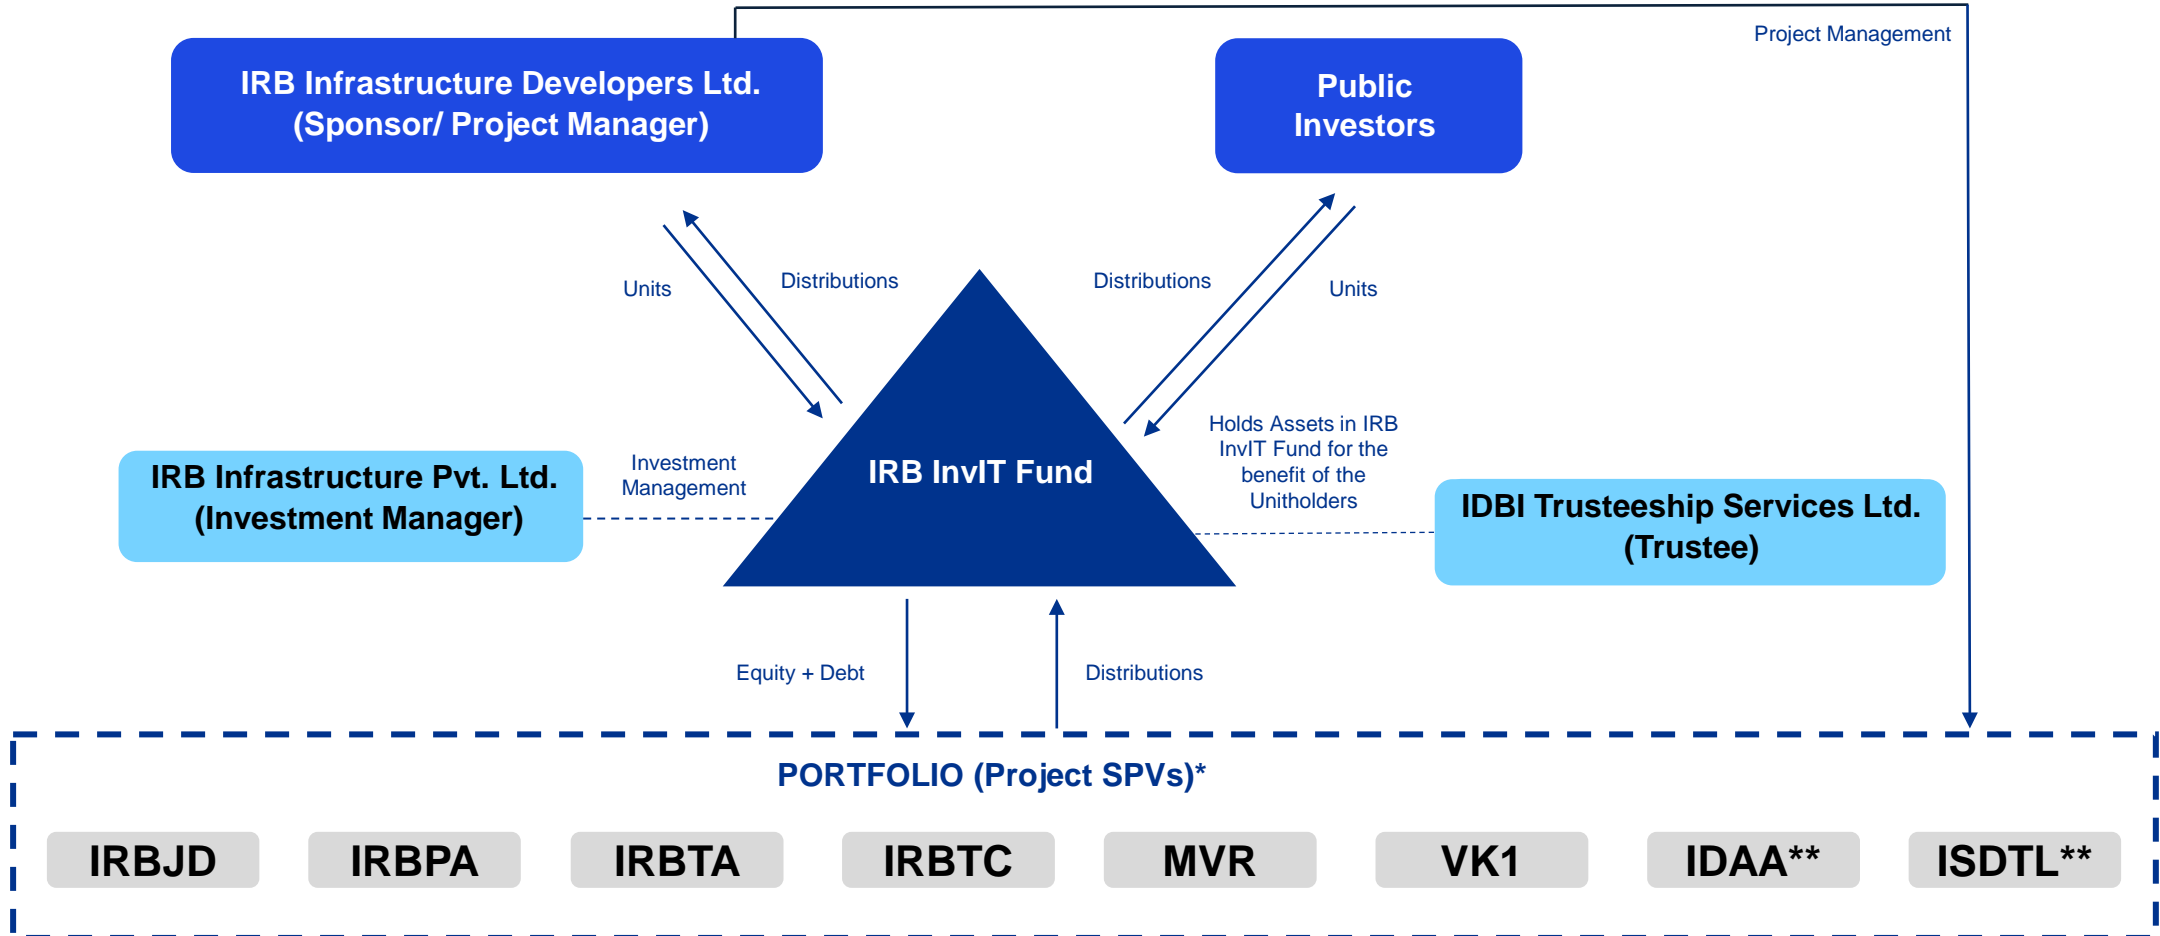 Project Management
IRB Infrastructure Developers Ltd.
(Sponsor/ Project Manager)
Public
Investors
Units
Distributions
Distributions
Units
Holds Assets in IRB
InvIT Fund for the
benefit of the
Unitholders
IRB Infrastructure Pvt. Ltd.
(Investment Manager)
Investment
Management
IRB InvIT Fund
IDBI Trusteeship Services Ltd.
(Trustee)
Equity + Debt
Distributions
PORTFOLIO (Project SPVs)*
IRBJD
IRBPA
IRBTA
IRBTC
MVR
VK1
IDAA**
ISDTL**